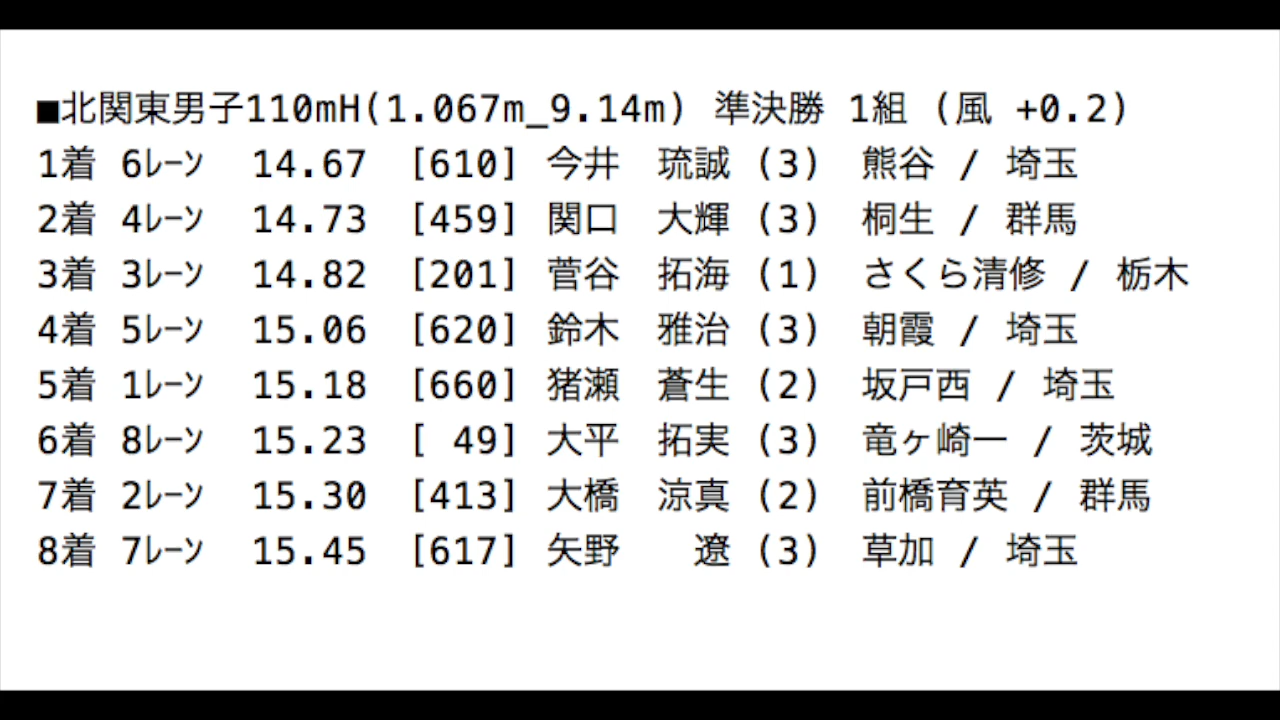 ■北関東男子110mH(1.067m_9.14m) 準決勝 1組 (風 +0.2)
1着 6ﾚｰﾝ 14.67 [610] 今井 琉誠 (3) 熊谷 / 埼玉
2着 4ﾚｰﾝ 14.73 [459] 関口 大輝 (3) 桐生 / 群馬
3着 3ﾚｰﾝ 14.82 [201] 菅谷 拓海 (1) さくら清修 / 栃木
4着 5ﾚｰﾝ 15.06 [620] 鈴木 雅治 (3) 朝霞 / 埼玉
5着 1ﾚｰﾝ 15.18 [660] 猪瀬 蒼生 (2) 坂戸西 / 埼玉
6着 8ﾚｰﾝ 15.23 [ 49] 大平 拓実 (3) 竜ヶ崎一 / 茨城
7着 2ﾚｰﾝ 15.30 [413] 大橋 涼真 (2) 前橋育英 / 群馬
8着 7ﾚｰﾝ 15.45 [617] 矢野 遼 (3) 草加 / 埼玉